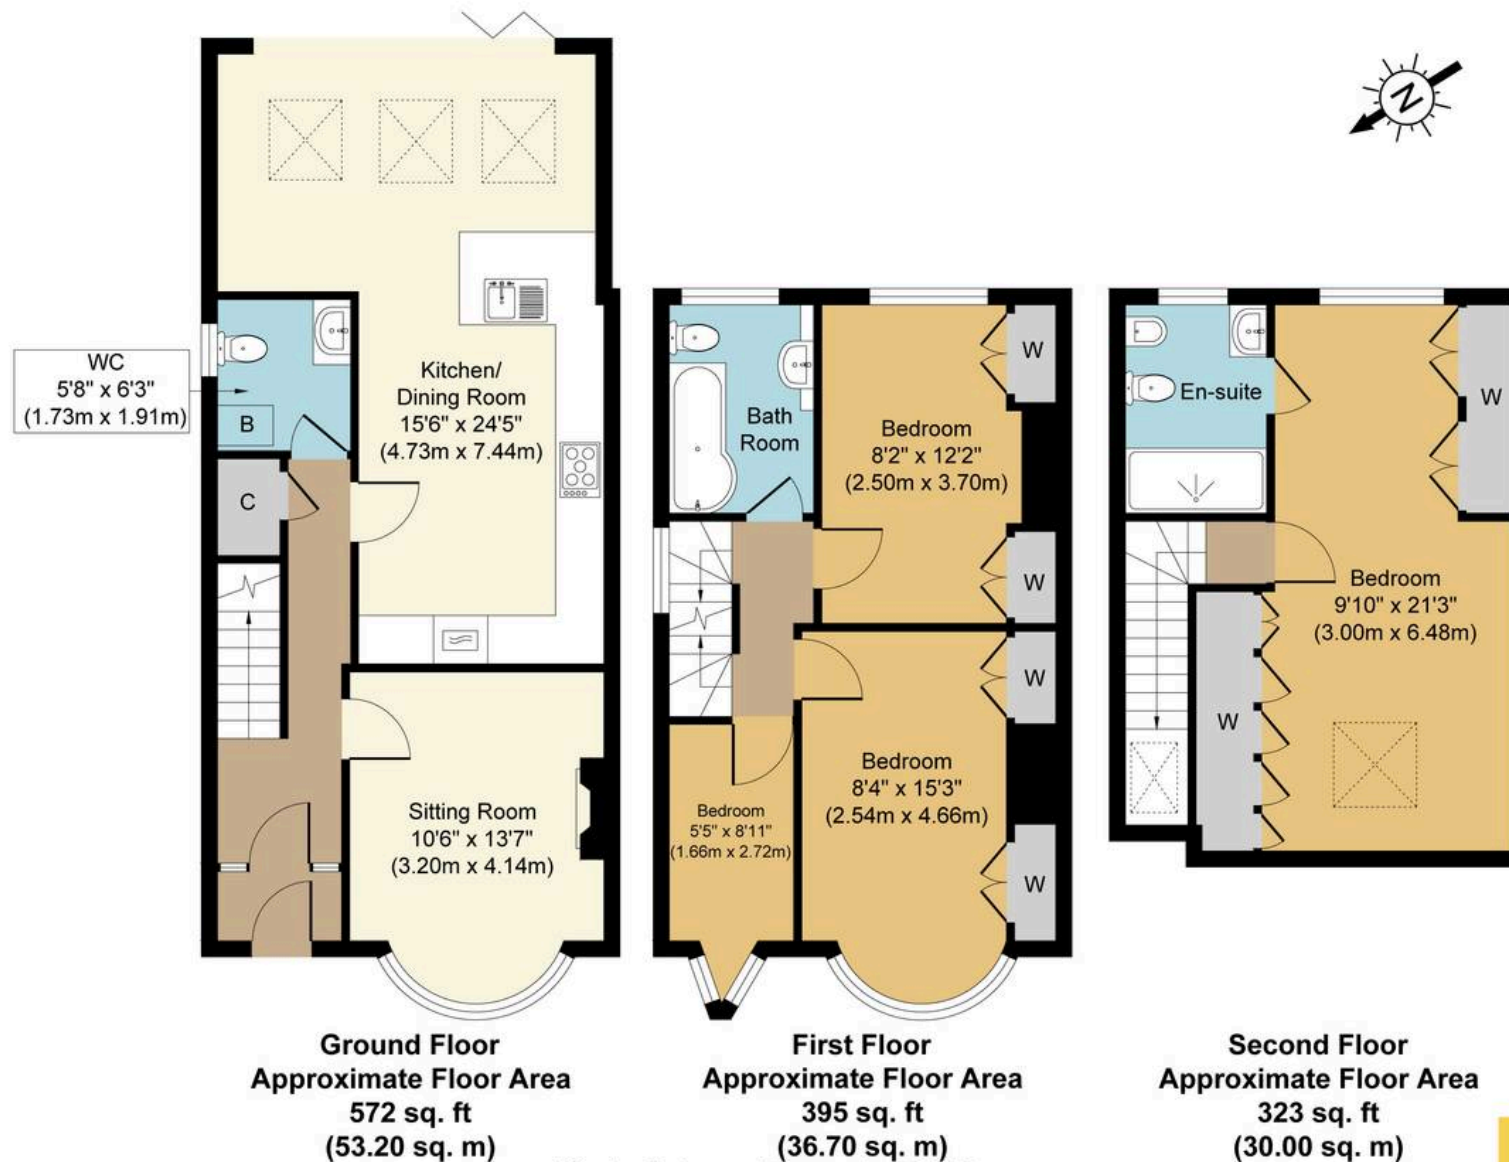 N
WC
5'8" x 6'3"
(1.73m x 1.91m)
B
C
Kitchen/
Dining Room
15'6" x 24'5"
(4.73m x 7.44m)
Sitting Room
10'6" x 13'7"
(3.20m x 4.14m)
Ground Floor
Approximate Floor Area
572 sq. ft
(53.20 sq. m)
Bath
Room
Bedroom
8'2" x 12'2"
(2.50m x 3.70m)
W
W
W
W
Bedroom
8'4" x 15'3"
(2.54m x 4.66m)
Bedroom
5'5" x 8'11"
(1.66m x 2.72m)
First Floor
Approximate Floor Area
395 sq. ft
(36.70 sq. m)
En-suite
W
Bedroom
9'10" x 21'3"
(3.00m x 6.48m)
W
Second Floor
Approximate Floor Area
323 sq. ft
(30.00 sq. m)